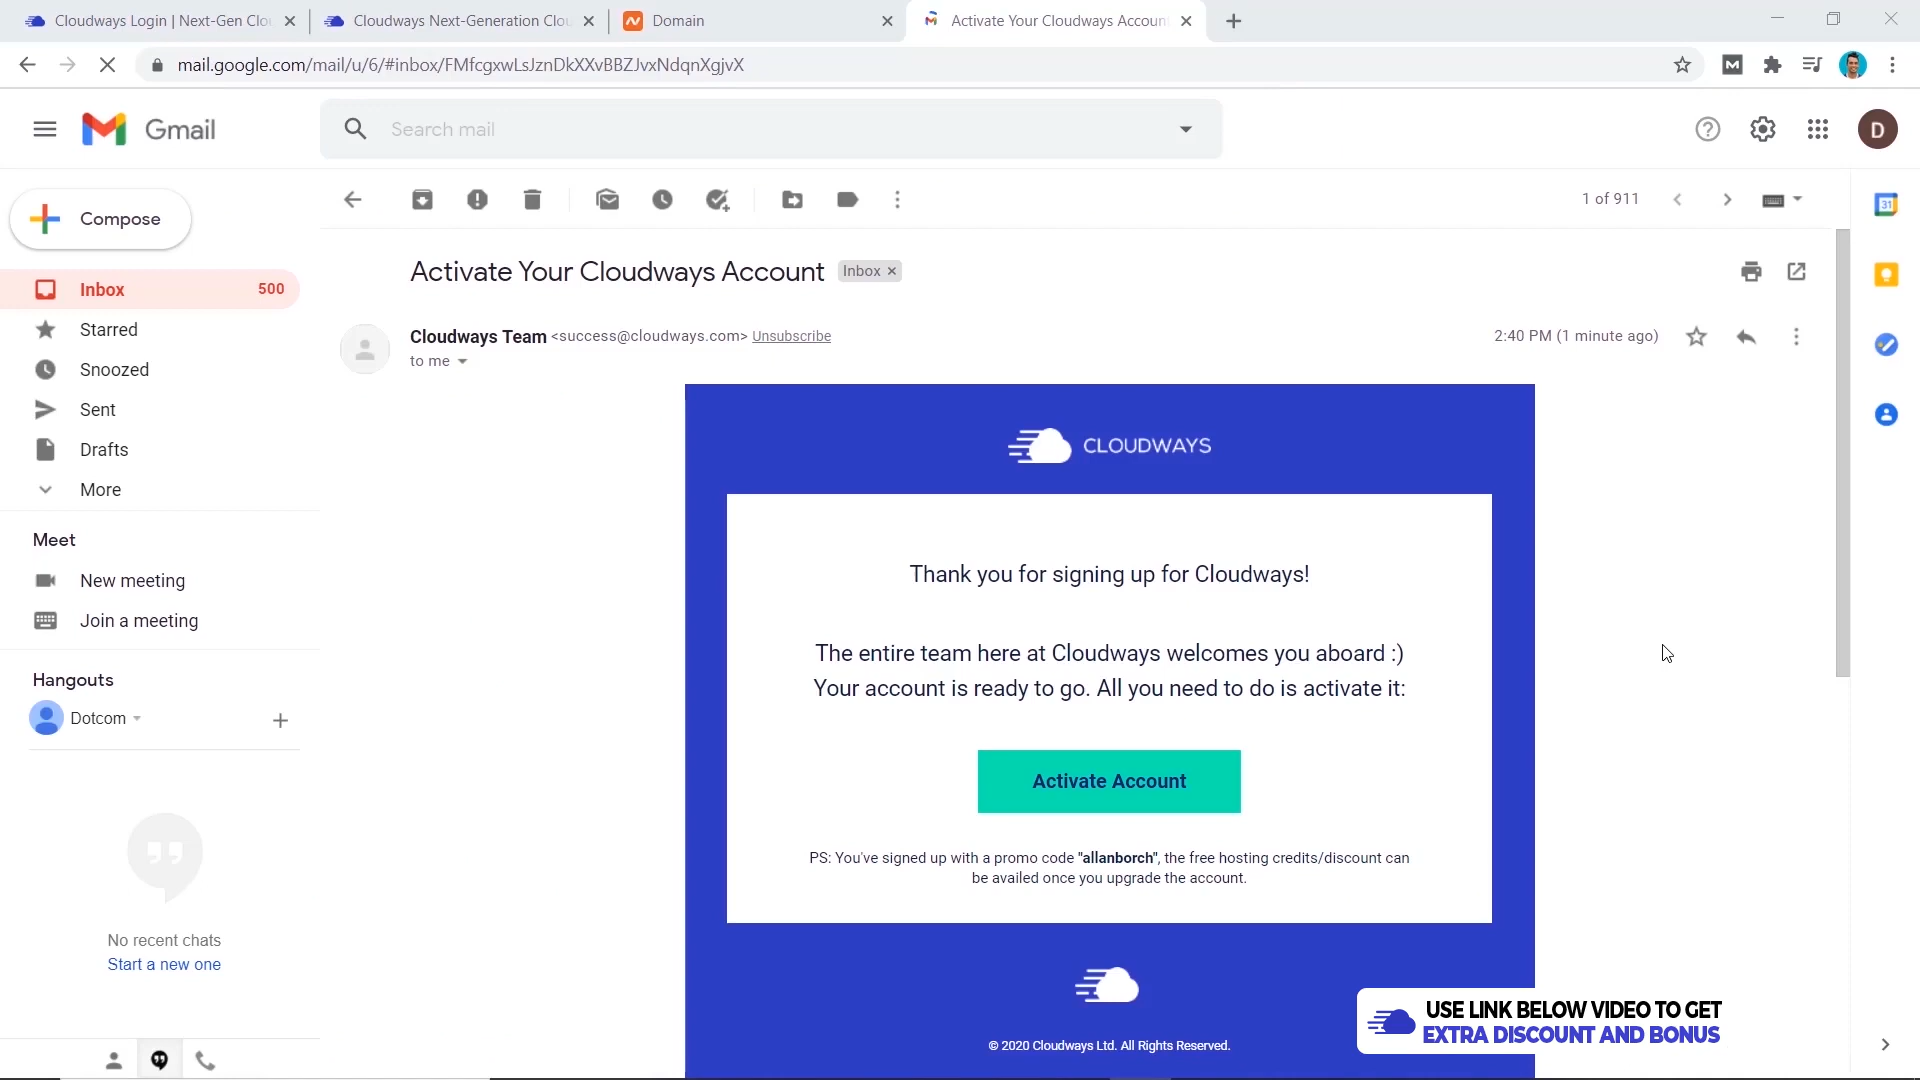 Cloudways Login | Next-Gen Clou
Cloudways Next-Generation Clou
Domain
Activate Your Cloudways Accoun
mail.google.com/mail/u/6/#inbox/FMfcgxwLsJznDkXXvBBZJvxNdqnXgjvX
Gmail
Search mail
D
Compose
1 of 911
31
Activate Your Cloudways Account
Inbox ×
Inbox 500
Starred
Snoozed
Sent
Drafts
More
Cloudways Team <success@cloudways.com> Unsubscribe
2:40 PM (1 minute ago)
to me
CLOUDWAYS
Thank you for signing up for Cloudways!
The entire team here at Cloudways welcomes you aboard :)
Your account is ready to go. All you need to do is activate it:
Activate Account
PS: You've signed up with a promo code "allanborch", the free hosting credits/discount can
be availed once you upgrade the account.
Meet
New meeting
Join a meeting
Hangouts
Dotcom
No recent chats
Start a new one
© 2020 Cloudways Ltd. All Rights Reserved.
USE LINK BELOW VIDEO TO GET
EXTRA DISCOUNT AND BONUS